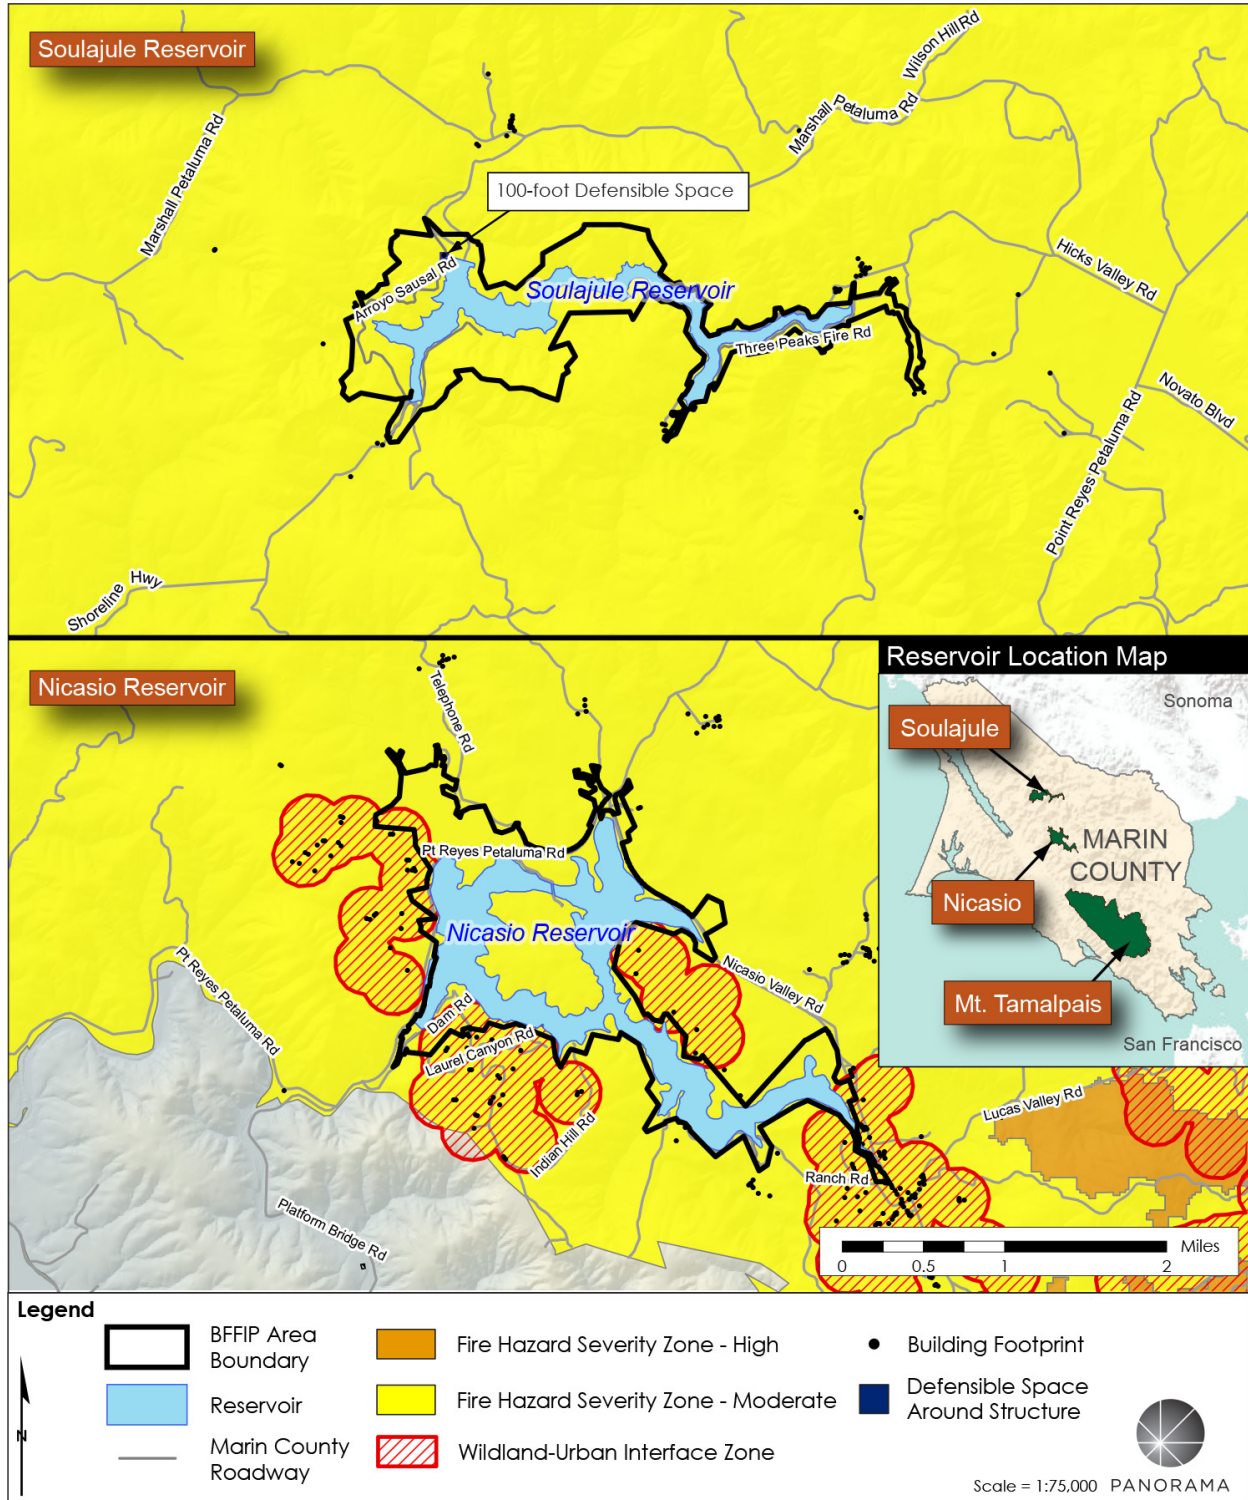 Soulajule Reservoir
Wilson Hill Rd
Marshall Petaluma Rd
Marshall Petaluma Rd
100-foot Defensible Space
Arroyo Sausal Rd
Soulajule Reservoir
Hicks Valley Rd
Three Peaks Fire Rd
Novato Blvd
Point Reyes Petaluma Rd
Shoreline Hwy
Nicasio Reservoir
Telephone Rd
Pt Reyes Petaluma Rd
Nicasio Reservoir
Nicasio Valley Rd
Pt Reyes Petaluma Rd
Dam Rd
Laurel Canyon Rd
Indian Hill Rd
Ranch Rd
Lucas Valley Rd
Platform Bridge Rd
Reservoir Location Map
Sonoma
Soulajule
MARIN
COUNTY
Nicasio
Mt. Tamalpais
San Francisco
Miles
0 0.5 1 2
Legend
BFFIP Area
Boundary
Reservoir
Marin County
Roadway
Fire Hazard Severity Zone - High
Fire Hazard Severity Zone - Moderate
Wildland-Urban Interface Zone
Building Footprint
Defensible Space
Around Structure
N
Scale = 1:75,000
PANORAMA